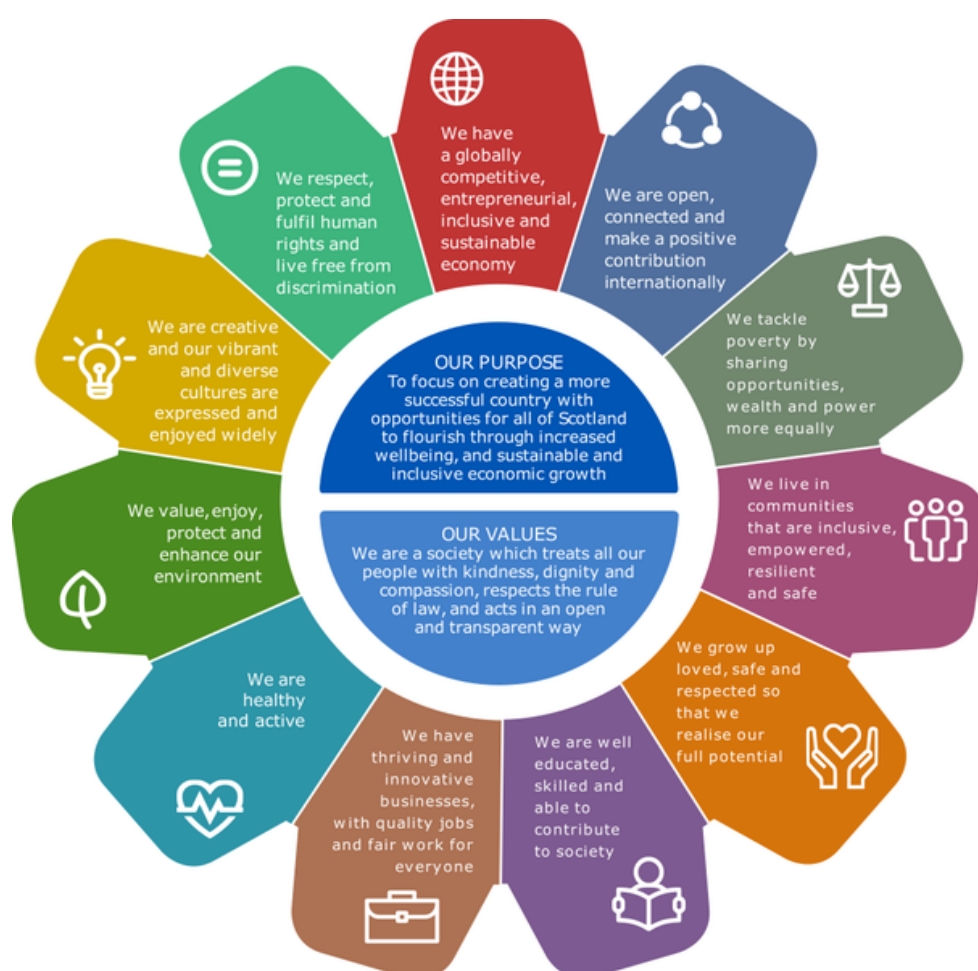 We have
a globally
competitive,
entrepreneurial,
inclusive and
sustainable
economy
We are open,
connected and
make a positive
contribution
internationally
We tackle
poverty by
sharing
opportunities,
wealth and power
more equally
We live in
communities
that are inclusive,
empowered,
resilient
and safe
We grow up
loved, safe and
respected so
that we
realise our
full potential
We are well
educated,
skilled and
able to
contribute
to society
We have
thriving and
innovative
businesses,
with quality jobs
and fair work for
everyone
We are
healthy
and active
We value, enjoy,
protect and
enhance our
environment
We are creative
and our vibrant
and diverse
cultures are
expressed and
enjoyed widely
We respect,
protect and
fulfil human
rights and
live free from
discrimination
OUR PURPOSE
To focus on creating a more
successful country with
opportunities for all of Scotland
to flourish through increased
wellbeing, and sustainable and
inclusive economic growth
OUR VALUES
We are a society which treats all our
people with kindness, dignity and
compassion, respects the rule
of law, and acts in an open
and transparent way